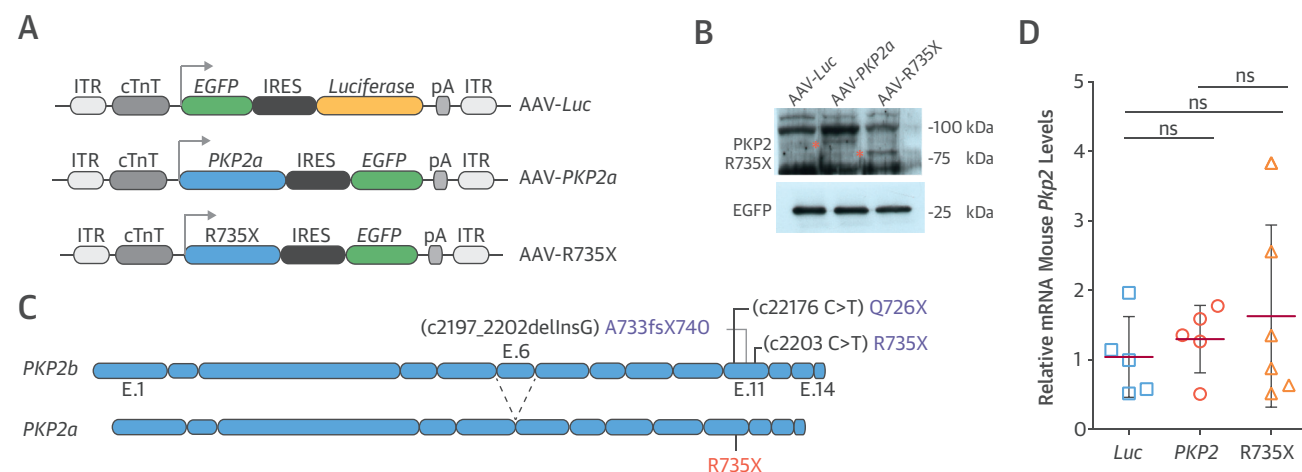 A
ITR cTnT EGFP IRES Luciferase pA ITR
AAV-Luc
ITR cTnT PKP2a IRES EGFP pA ITR
AAV-PKP2a
ITR cTnT R735X IRES EGFP pA ITR
AAV-R735X
B
AAV-Luc
AAV-PKP2a
AAV-R735X
-100 kDa
PKP2
R735X
-75 kDa
EGFP
-25 kDa
C
(c22176 C>T) Q726X
(c2197_2202delInsG) A733fsX740
(c2203 C>T) R735X
E.6
PKP2b
E.1
E.11
E.14
PKP2a
R735X
D
Relative mRNA Mouse Pkp2 Levels
5
4
3
2
1
0
ns
ns
ns
Luc PKP2 R735X